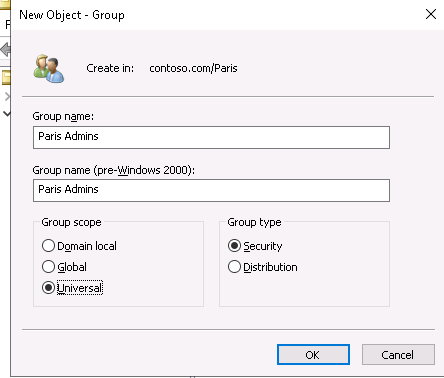 New Object - Group
Create in: contoso.com/Paris
Group name:
Paris Admins
Group name (pre-Windows 2000):
Paris Admins
Group scope
Domain local
Global
Universal
Group type
Security
Distribution
OK
Cancel